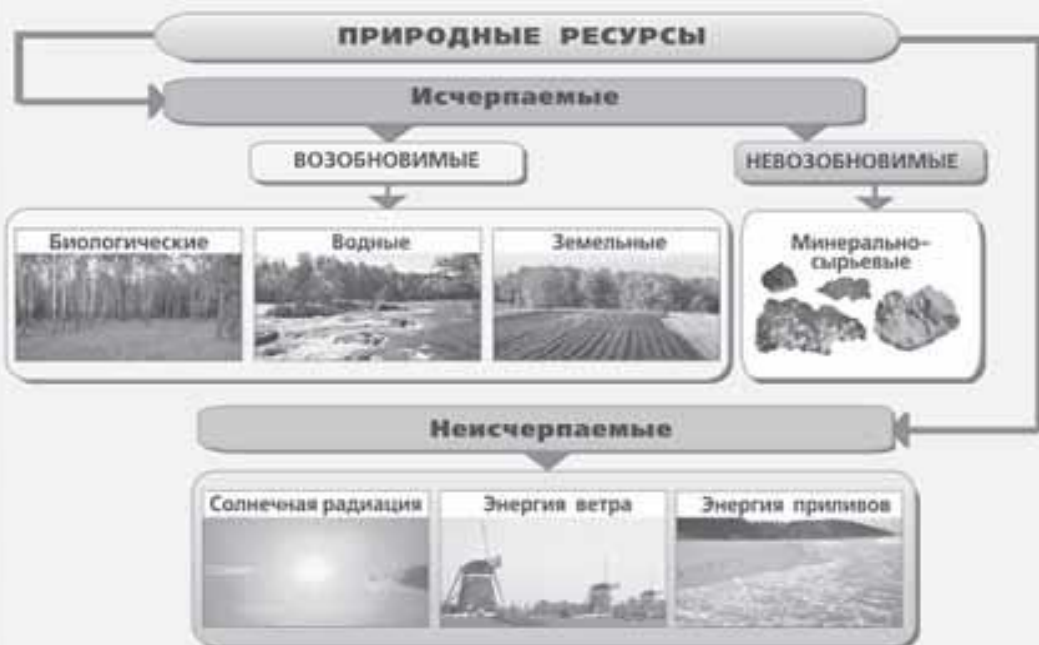 ПРИРОДНЫЕ РЕСУРСЫ
Исчерпаемые
ВОЗОБНОВИМЫЕ
НЕВОЗОБНОВИМЫЕ
Биологические
Водные
Земельные
Минерально-
сырьевые
Неисчерпаемые
Солнечная радиация
Энергия ветра
Энергия приливов